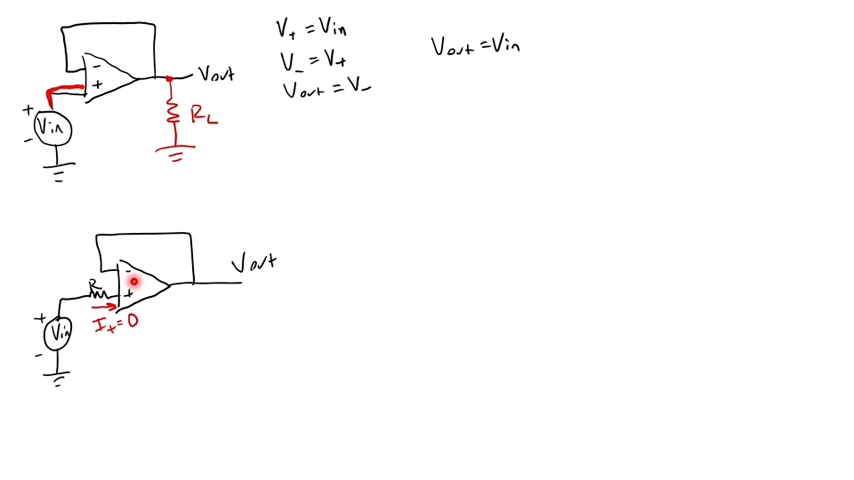 V+ = Vin
V- = V+
Vout = V-
Vout = Vin
-
+
Vout
+
Vin
-
RL
Vout
-
R
+
I+ = 0
+
Vin
-